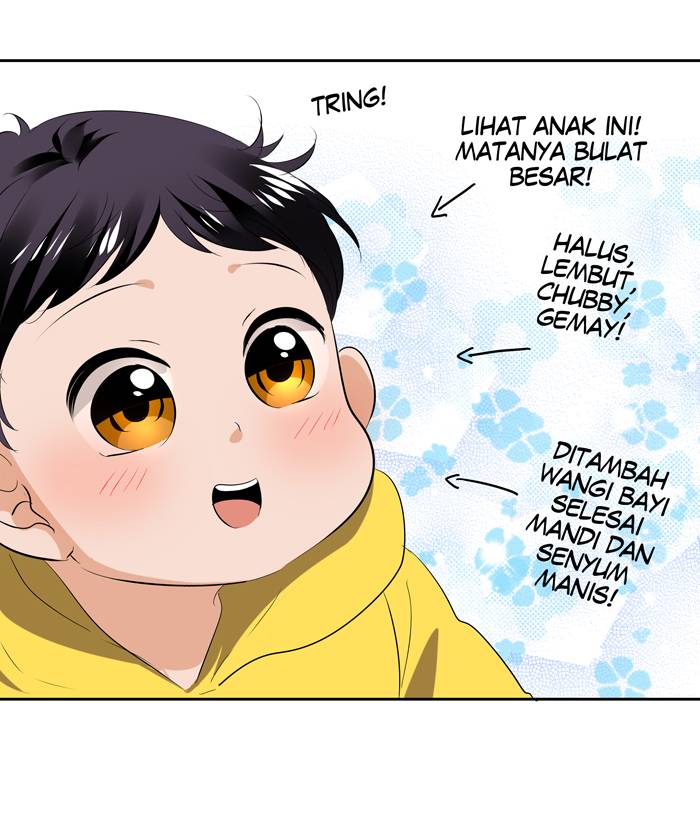 TRING!
LIHAT ANAK INI!
MATANYA BULAT
BESAR!
HALUS,
LEMBUT,
CHUBBY,
GEMAY!
DITAMBAH
WANGI BAYI
SELESAI
MANDI DAN
SENYUM
MANIS!